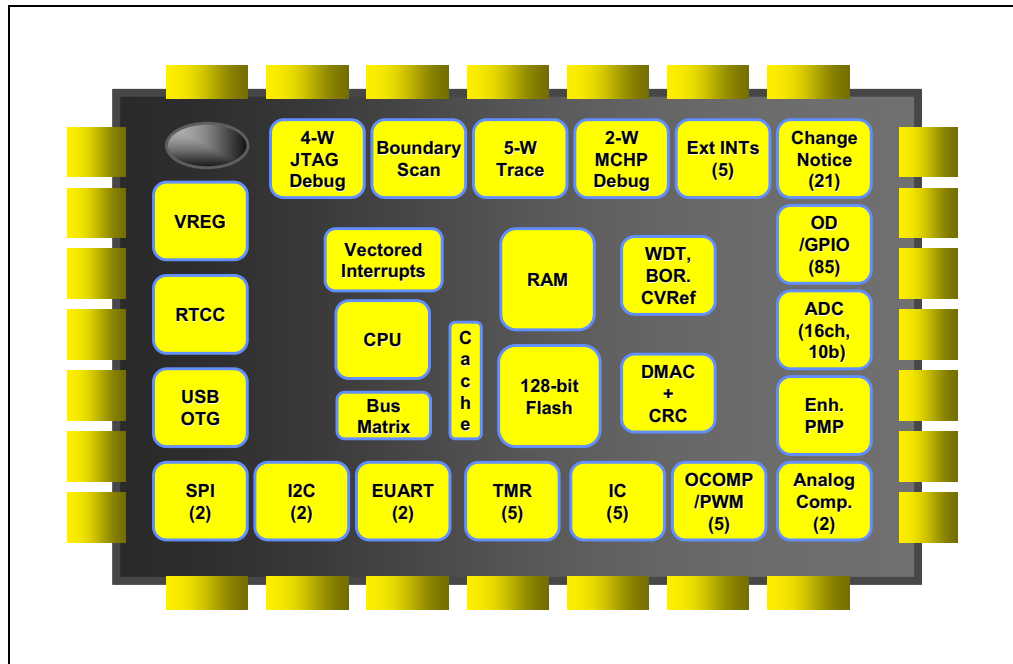 4-W
JTAG
Debug
Boundary
Scan
5-W
Trace
2-W
MCHP
Debug
Ext INTs
(5)
Change
Notice
(21)
VREG
Vectored
Interrupts
RAM
WDT,
BOR.
CVRef
OD
/GPIO
(85)
RTCC
CPU
Cache
ADC
(16ch,
10b)
USB
OTG
Bus
Matrix
128-bit
Flash
DMAC
+
CRC
Enh.
PMP
SPI
(2)
I2C
(2)
EUART
(2)
TMR
(5)
IC
(5)
OCOMP
/PWM
(5)
Analog
Comp.
(2)